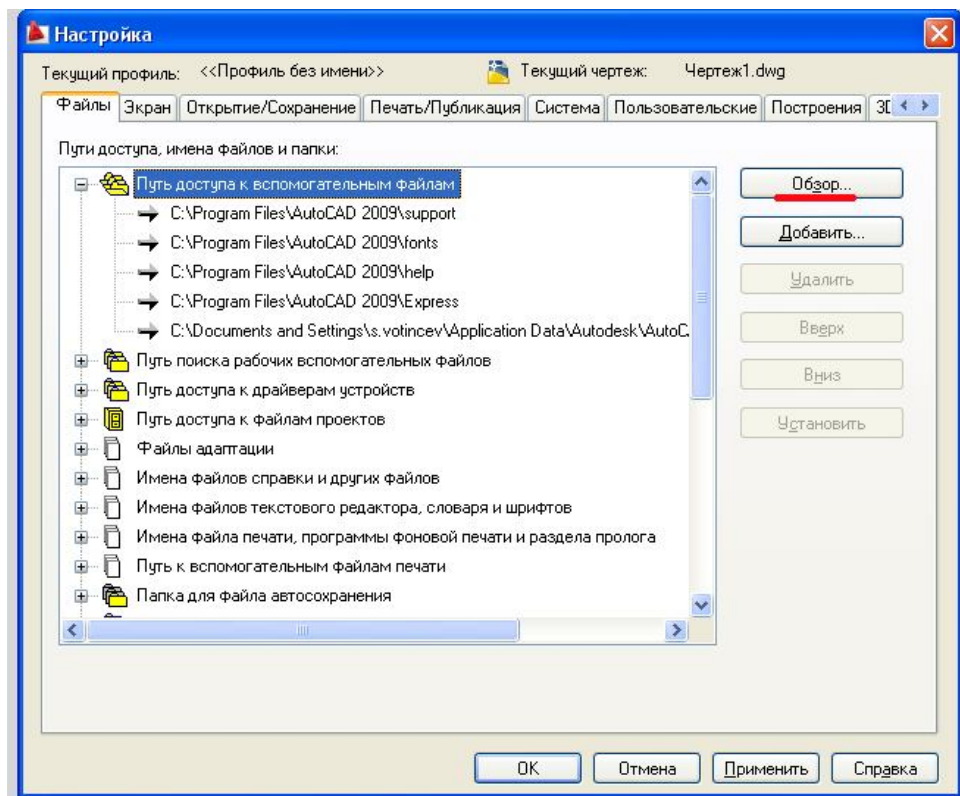 Настройка
Текущий профиль: <<Профиль без имени>> Текущий чертеж: Чертеж1.dwg
Файлы Экран Открытие/Сохранение Печать/Публикация Система Пользовательские Построения 3D
Пути доступа, имена файлов и папки:
Путь доступа к вспомогательным файлам
C:\Program Files\AutoCAD 2009\support
C:\Program Files\AutoCAD 2009\fonts
C:\Program Files\AutoCAD 2009\help
C:\Program Files\AutoCAD 2009\Express
C:\Documents and Settings\s.votincev\Application Data\Autodesk\AutoC
Путь поиска рабочих вспомогательных файлов
Путь доступа к драйверам устройств
Путь доступа к файлам проектов
Файлы адаптации
Имена файлов справки и других файлов
Имена файлов текстового редактора, словаря и шрифтов
Имена файла печати, программы фоновой печати и раздела пролога
Путь к вспомогательным файлам печати
Папка для файла автосохранения
Обзор...
Добавить...
Удалить
Вверх
Вниз
Установить
OK Отмена Применить Справка